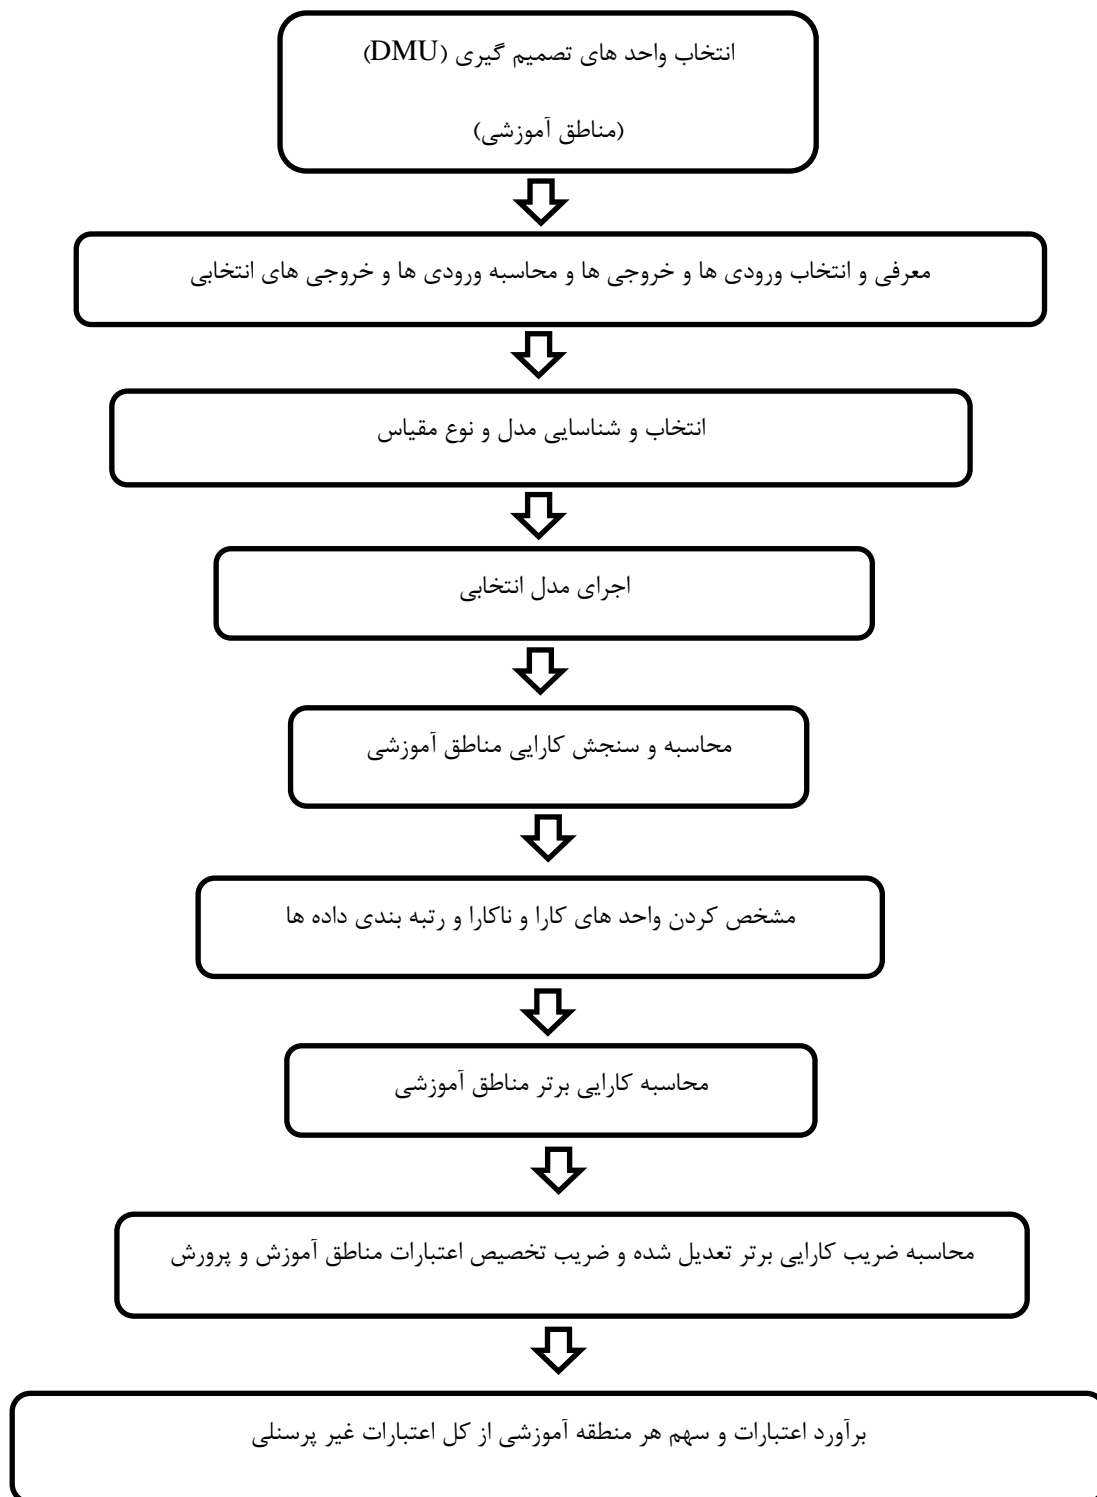 انتخاب واحد های تصمیم گیری (DMU)
(مناطق آموزشی)
معرفی و انتخاب ورودی ها و خروجی ها و محاسبه ورودی ها و خروجی های انتخابی
انتخاب و شناسایی مدل و نوع مقیاس
اجرای مدل انتخابی
محاسبه و سنجش کارایی مناطق آموزشی
مشخص کردن واحد های کارا و ناکارا و رتبه بندی داده ها
محاسبه کارایی برتر مناطق آموزشی
محاسبه ضریب کارایی برتر تعدیل شده و ضریب تخصیص اعتبارات مناطق آموزش و پرورش
برآورد اعتبارات و سهم هر منطقه آموزشی از کل اعتبارات غیر پرسنلی